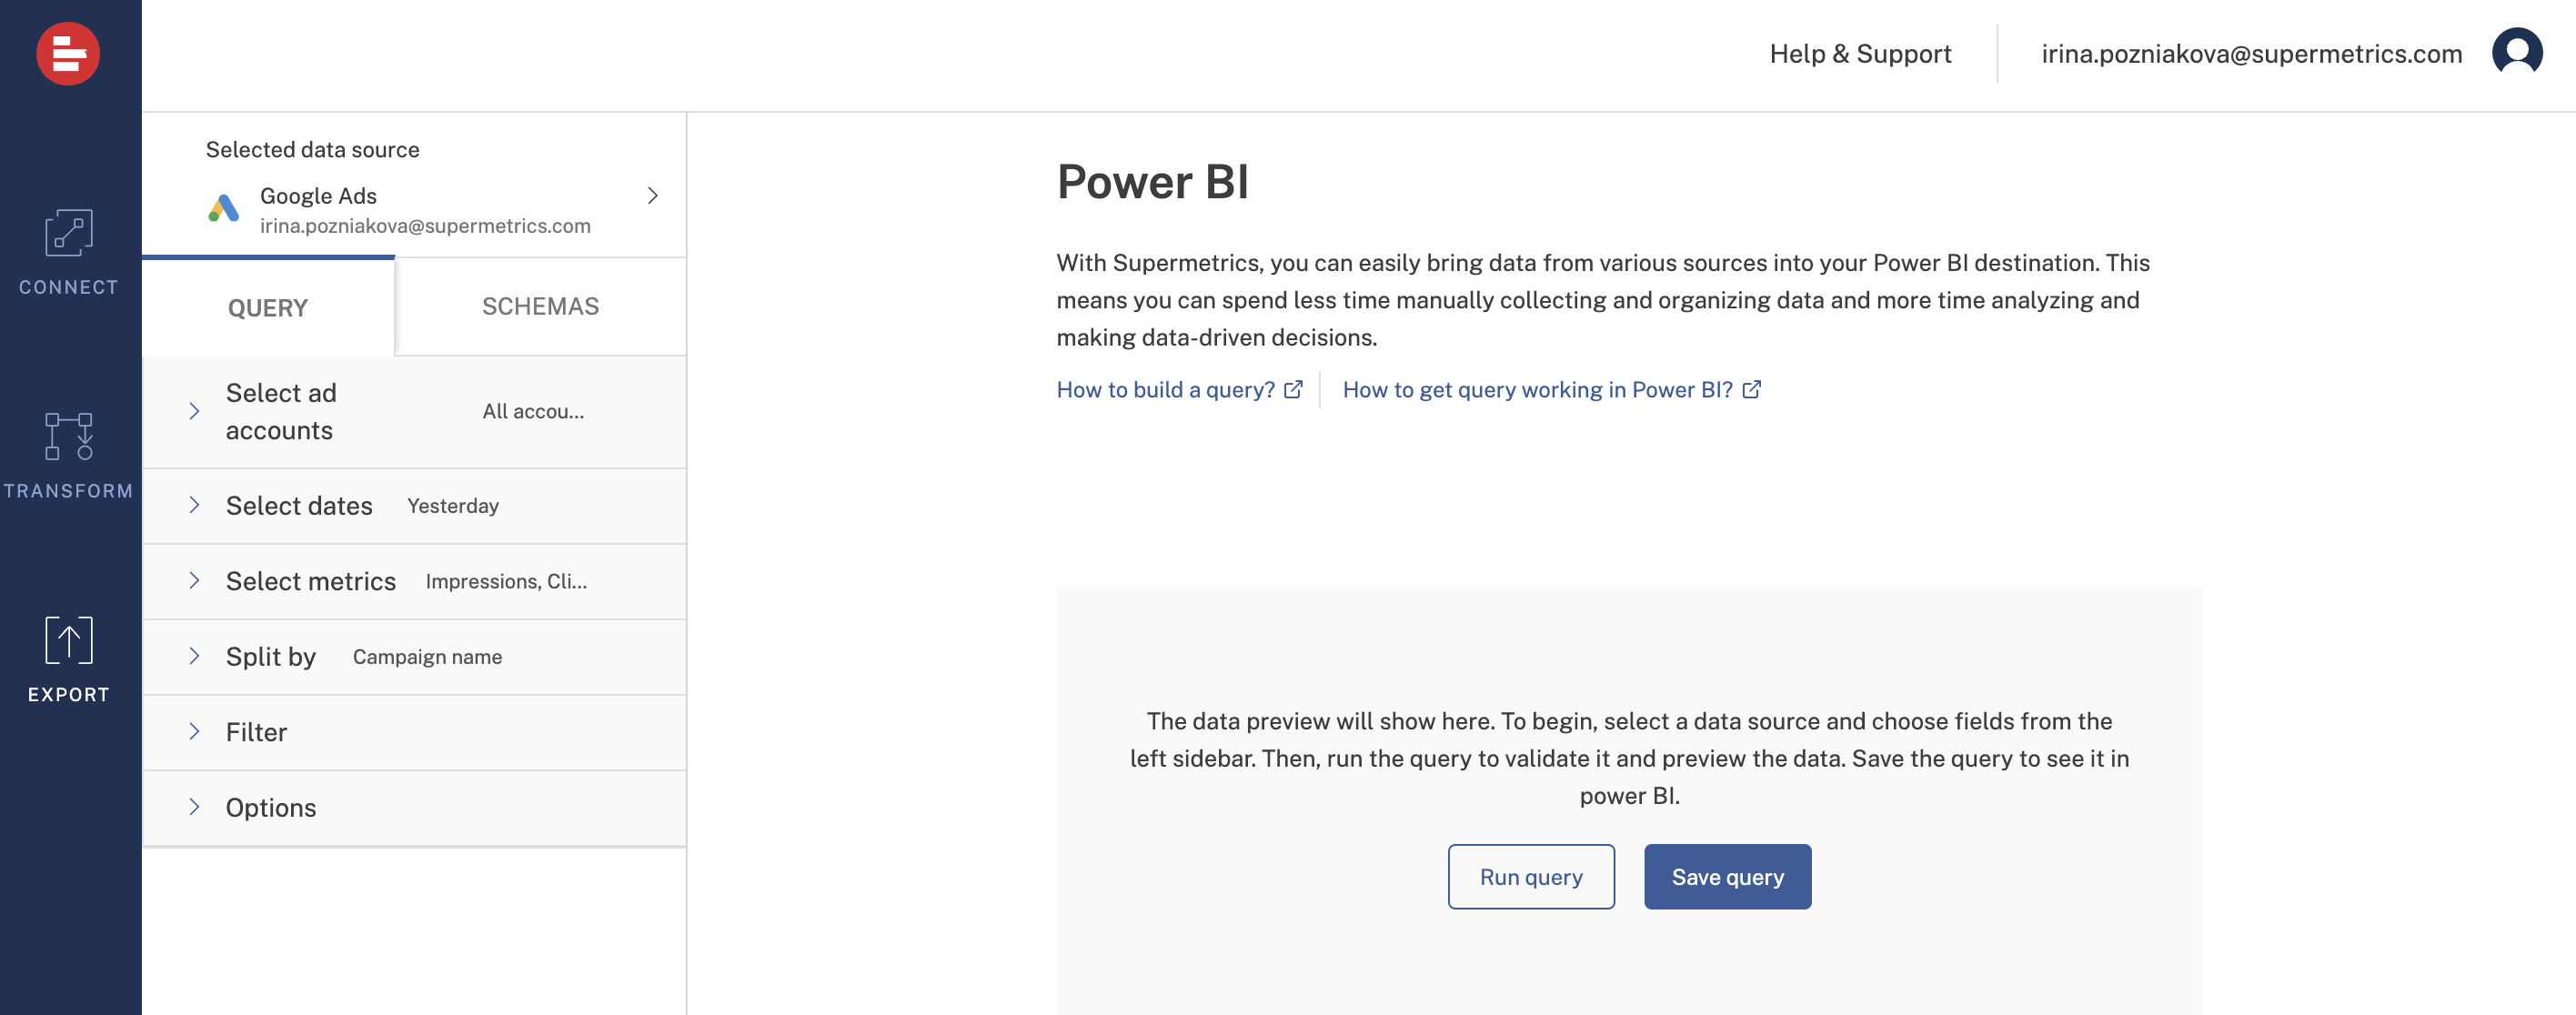 Help & Support
irina.pozniakova@supermetrics.com
CONNECT
TRANSFORM
EXPORT
Selected data source
Google Ads
irina.pozniakova@supermetrics.com
QUERY
SCHEMAS
Select ad
accounts
All accou...
Select dates
Yesterday
Select metrics
Impressions, Cli...
Split by
Campaign name
Filter
Options
Power BI
With Supermetrics, you can easily bring data from various sources into your Power BI destination. This
means you can spend less time manually collecting and organizing data and more time analyzing and
making data-driven decisions.
How to build a query?
How to get query working in Power BI?
The data preview will show here. To begin, select a data source and choose fields from the
left sidebar. Then, run the query to validate it and preview the data. Save the query to see it in
power BI.
Run query
Save query